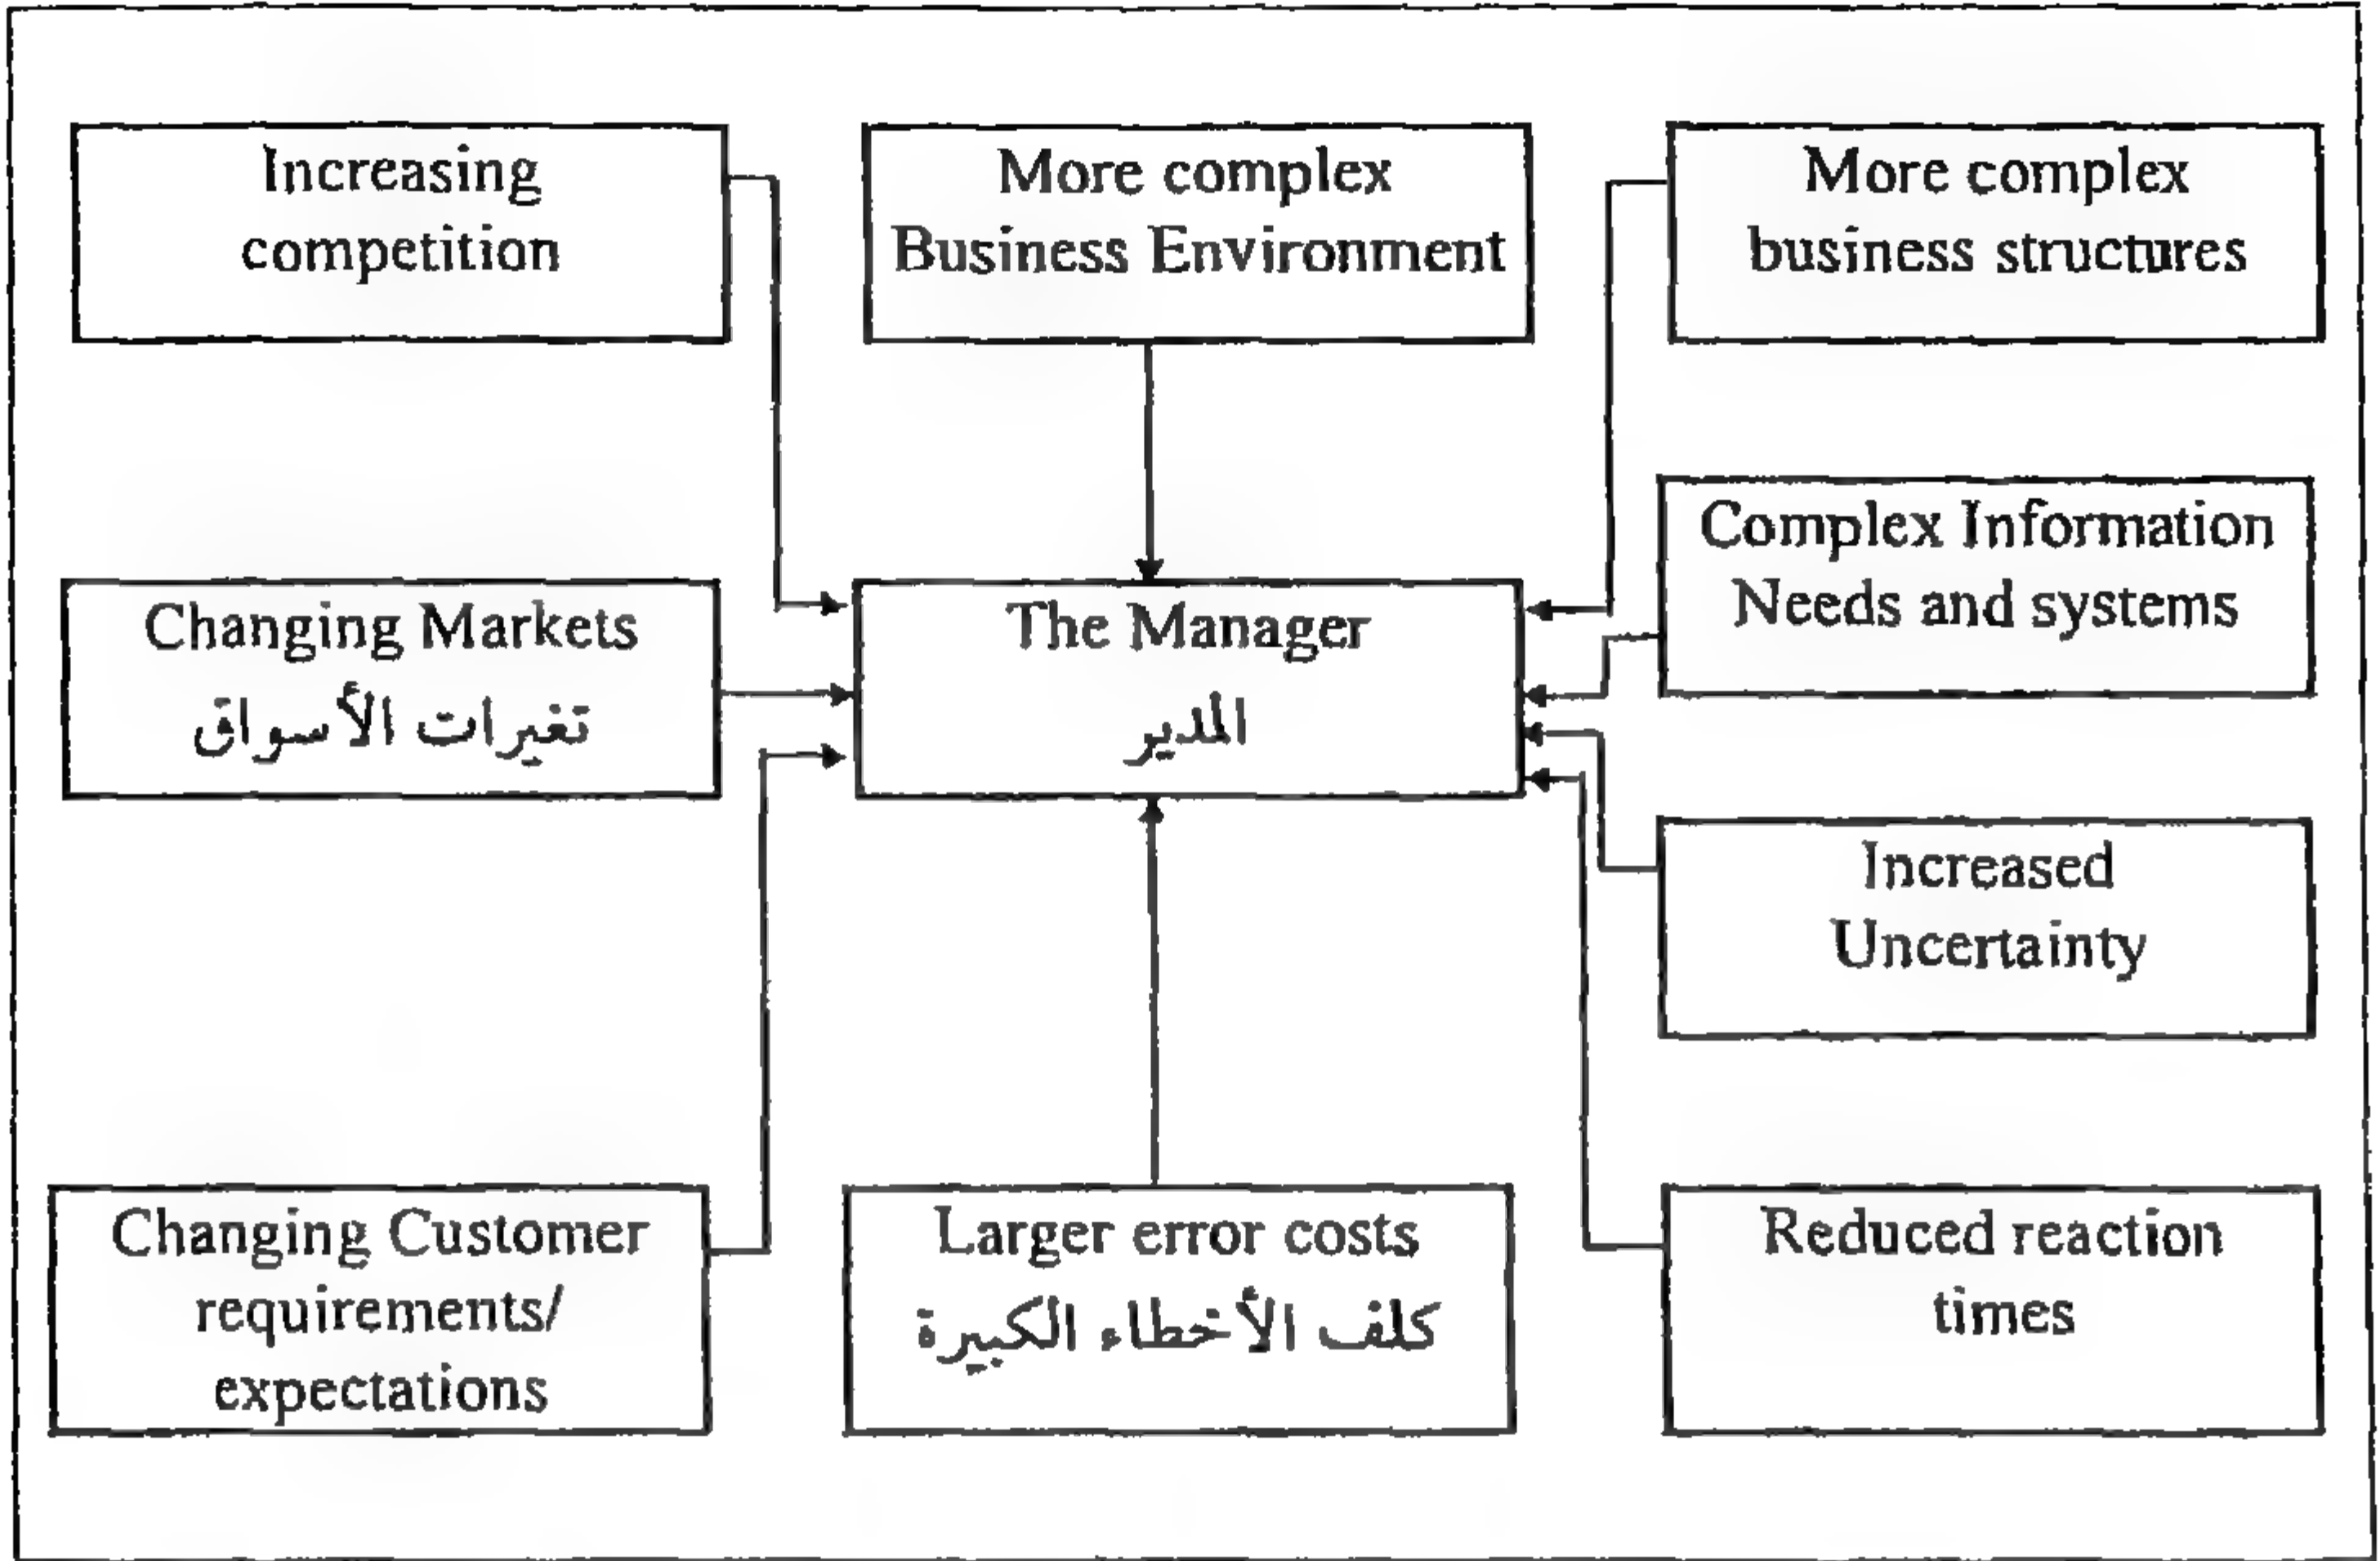 Increasing
competition
More complex
Business Environment
More complex
business structures
Complex Information
Needs and systems
Changing Markets
تغيرات الأسواق
The Manager
المدير
Increased
Uncertainty
Changing Customer
requirements/
expectations
Larger error costs
كلف الأخطاء الكبيرة
Reduced reaction
times